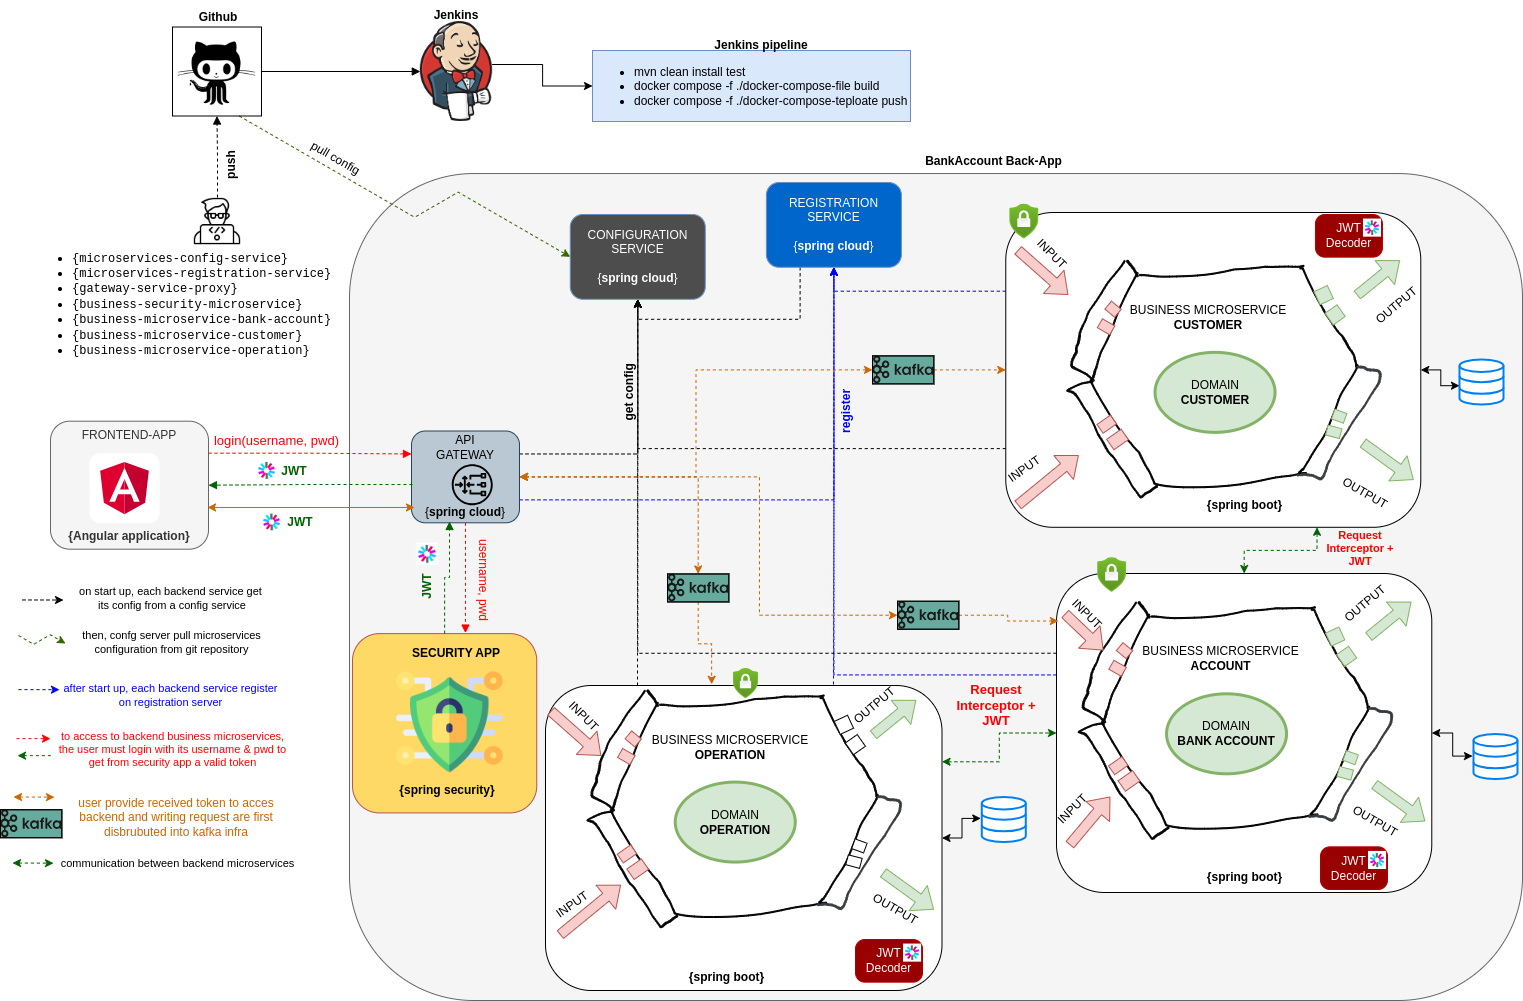 Github
Jenkins
Jenkins pipeline
mvn clean install test
docker compose -f ./docker-compose-file build
docker compose -f ./docker-compose-teploate push
push
pull config
{microservices-config-service}
{microservices-registration-service}
{gateway-service-proxy}
{business-security-microservice}
{business-microservice-bank-account}
{business-microservice-customer}
{business-microservice-operation}
BankAccount Back-App
CONFIGURATION
SERVICE
{spring cloud}
REGISTRATION
SERVICE
{spring cloud}
get config
register
kafka
kafka
kafka
FRONTEND-APP
{Angular application}
login(username, pwd)
JWT
JWT
API
GATEWAY
{spring cloud}
JWT
username, pwd
SECURITY APP
{spring security}
JWT
Decoder
INPUT
OUTPUT
BUSINESS MICROSERVICE
CUSTOMER
DOMAIN
CUSTOMER
INPUT
OUTPUT
{spring boot}
Request
Interceptor +
JWT
INPUT
OUTPUT
BUSINESS MICROSERVICE
ACCOUNT
DOMAIN
BANK ACCOUNT
INPUT
OUTPUT
{spring boot}
JWT
Decoder
Request
Interceptor +
JWT
INPUT
OUTPUT
BUSINESS MICROSERVICE
OPERATION
DOMAIN
OPERATION
INPUT
OUTPUT
{spring boot}
JWT
Decoder
on start up, each backend service get
its config from a config service
then, confg server pull microservices
configuration from git repository
after start up, each backend service register
on registration server
to access to backend business microservices,
the user must login with its username & pwd to
get from security app a valid token
user provide received token to acces
backend and writing request are first
disbrubuted into kafka infra
kafka
communication between backend microservices